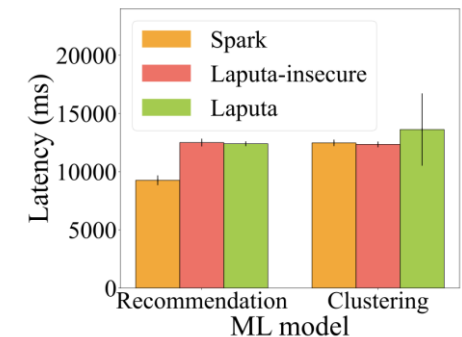 Latency (ms)
20000
15000
10000
5000
0
Spark
Laputa-insecure
Laputa
Recommendation
Clustering
ML model